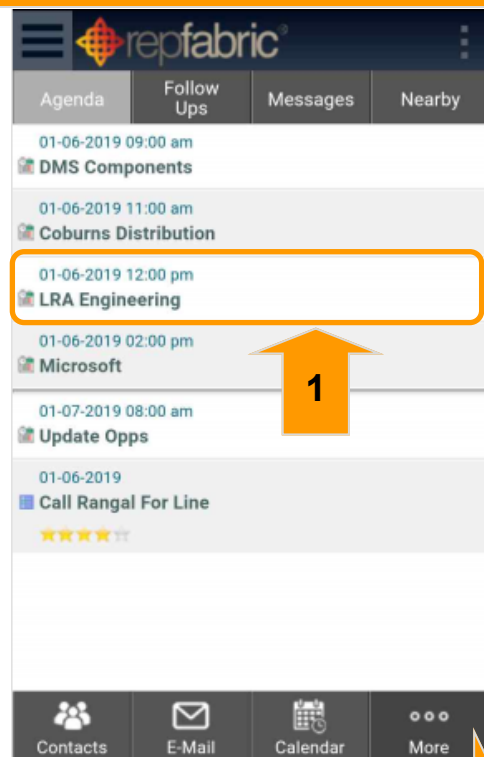 repfabric®
Agenda
Follow
Ups
Messages
Nearby
01-06-2019 09:00 am
DMS Components
01-06-2019 11:00 am
Coburns Distribution
01-06-2019 12:00 pm
LRA Engineering
01-06-2019 02:00 pm
Microsoft
1
01-07-2019 08:00 am
Update Opps
01-06-2019
Call Rangal For Line
Contacts
E-Mail
Calendar
More